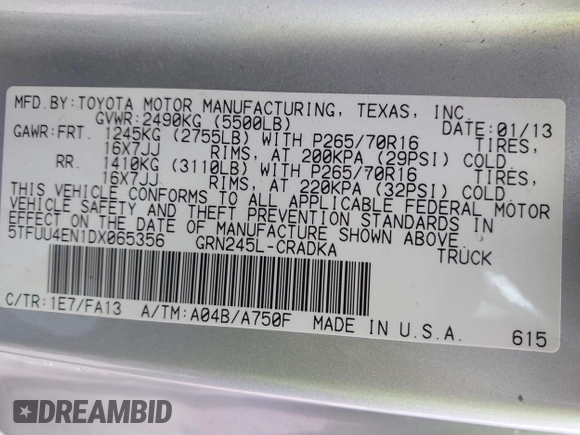 MFD.BY:TOYOTA MOTOR MANUFACTURING, TEXAS, INC.
GVWR:2490KG (5500LB) DATE:01/13
GAWR:FRT. 1245KG (2755LB) WITH P265/70R16 TIRES,
16X7JJ RIMS, AT 200KPA (29PSI) COLD
RR. 1410KG (3110LB) WITH P265/70R16 TIRES,
16X7JJ RIMS, AT 220KPA (32PSI) COLD
THIS VEHICLE CONFORMS TO ALL APPLICABLE FEDERAL MOTOR
VEHICLE SAFETY AND THEFT PREVENTION STANDARDS IN
EFFECT ON THE DATE OF MANUFACTURE SHOWN ABOVE.
5TFUU4EN1DX065356 GRN245L-CRADKA TRUCK
C/TR:1E7/FA13 A/TM:A04B/A750F MADE IN U.S.A. 615
DREAMBID